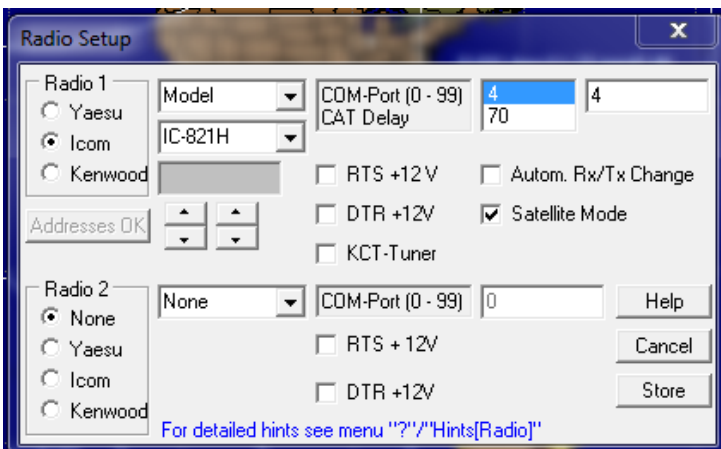 Radio Setup
x
Radio 1
Yaesu
Icom
Kenwood
Model
IC-821H
COM-Port (0 - 99)
CAT Delay
4
70
4
RTS +12 V
Autom. Rx/Tx Change
Addresses OK
DTR +12V
Satellite Mode
KCT-Tuner
Radio 2
None
Yaesu
Icom
Kenwood
None
COM-Port (0 - 99)
0
Help
RTS + 12V
Cancel
DTR +12V
Store
For detailed hints see menu "?"/"Hints[Radio]"